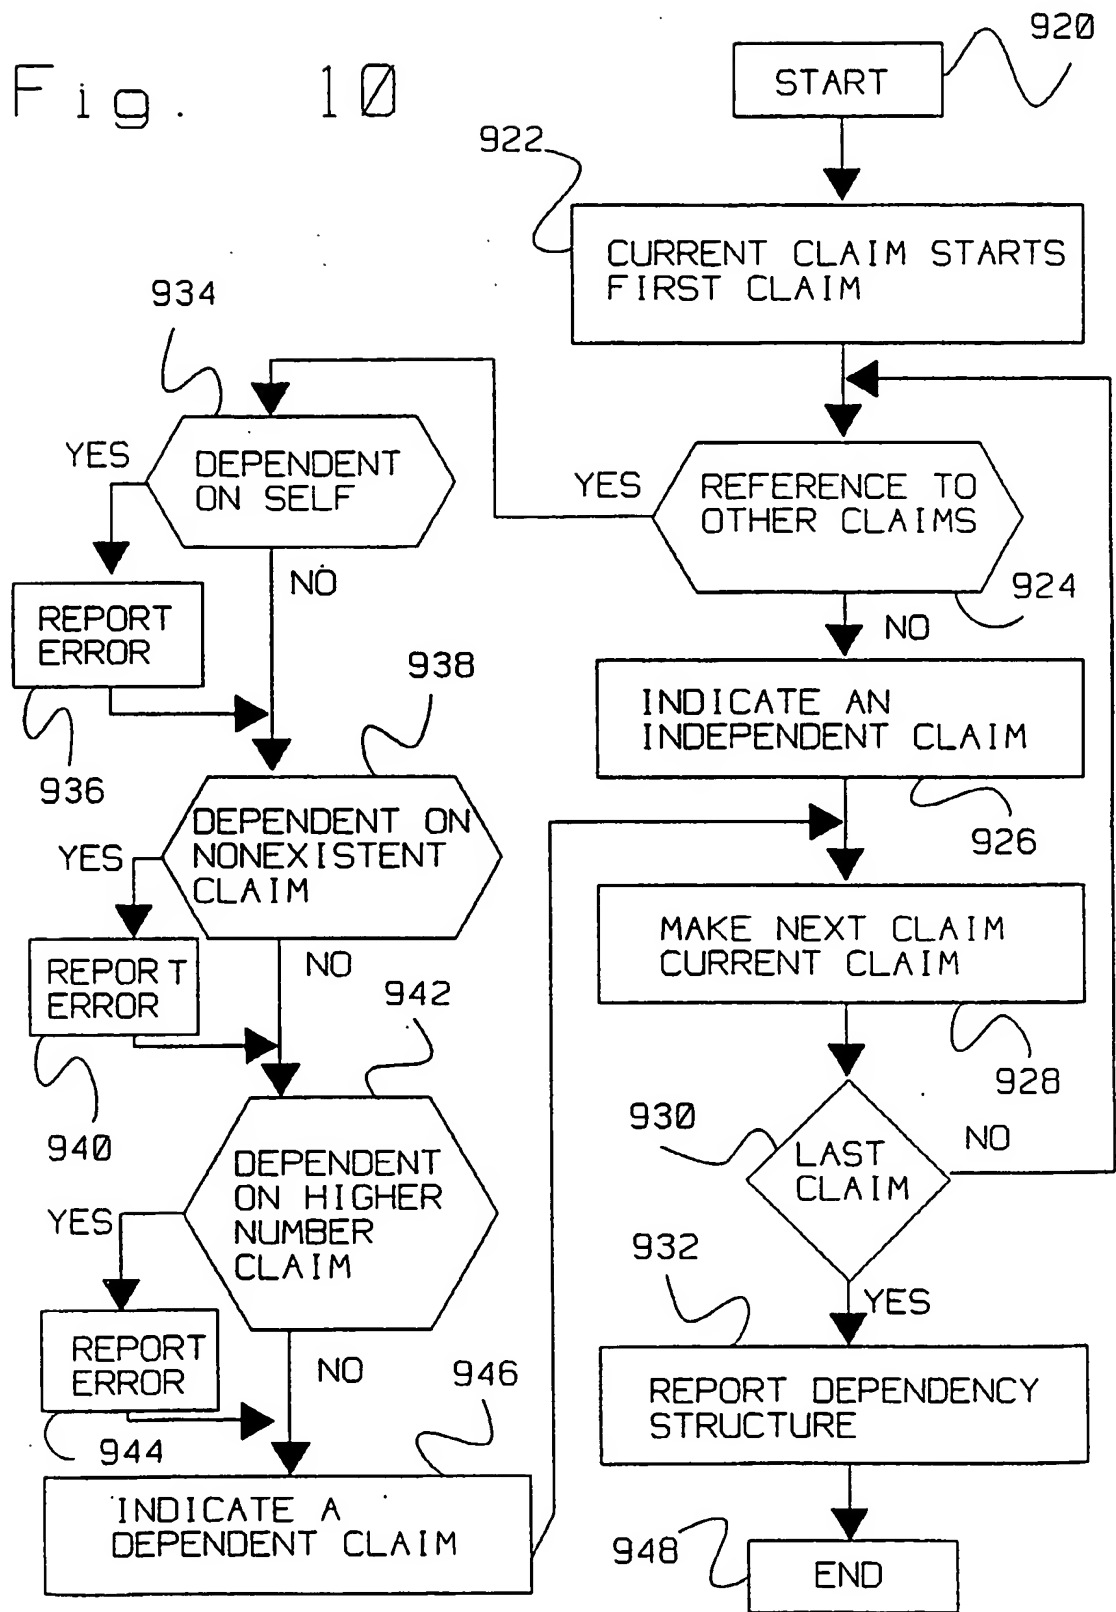 Fig. 10
920
START
922
CURRENT CLAIM STARTS
FIRST CLAIM
934
YES
DEPENDENT
ON SELF
NO
YES
REFERENCE TO
OTHER CLAIMS
924
NO
REPORT
ERROR
936
938
INDICATE AN
INDEPENDENT CLAIM
926
YES
DEPENDENT ON
NONEXISTENT
CLAIM
NO
REPORT
ERROR
940
942
MAKE NEXT CLAIM
CURRENT CLAIM
928
930
LAST
CLAIM
NO
YES
DEPENDENT
ON HIGHER
NUMBER
CLAIM
NO
REPORT
ERROR
944
946
932
YES
REPORT DEPENDENCY
STRUCTURE
INDICATE A
DEPENDENT CLAIM
948
END